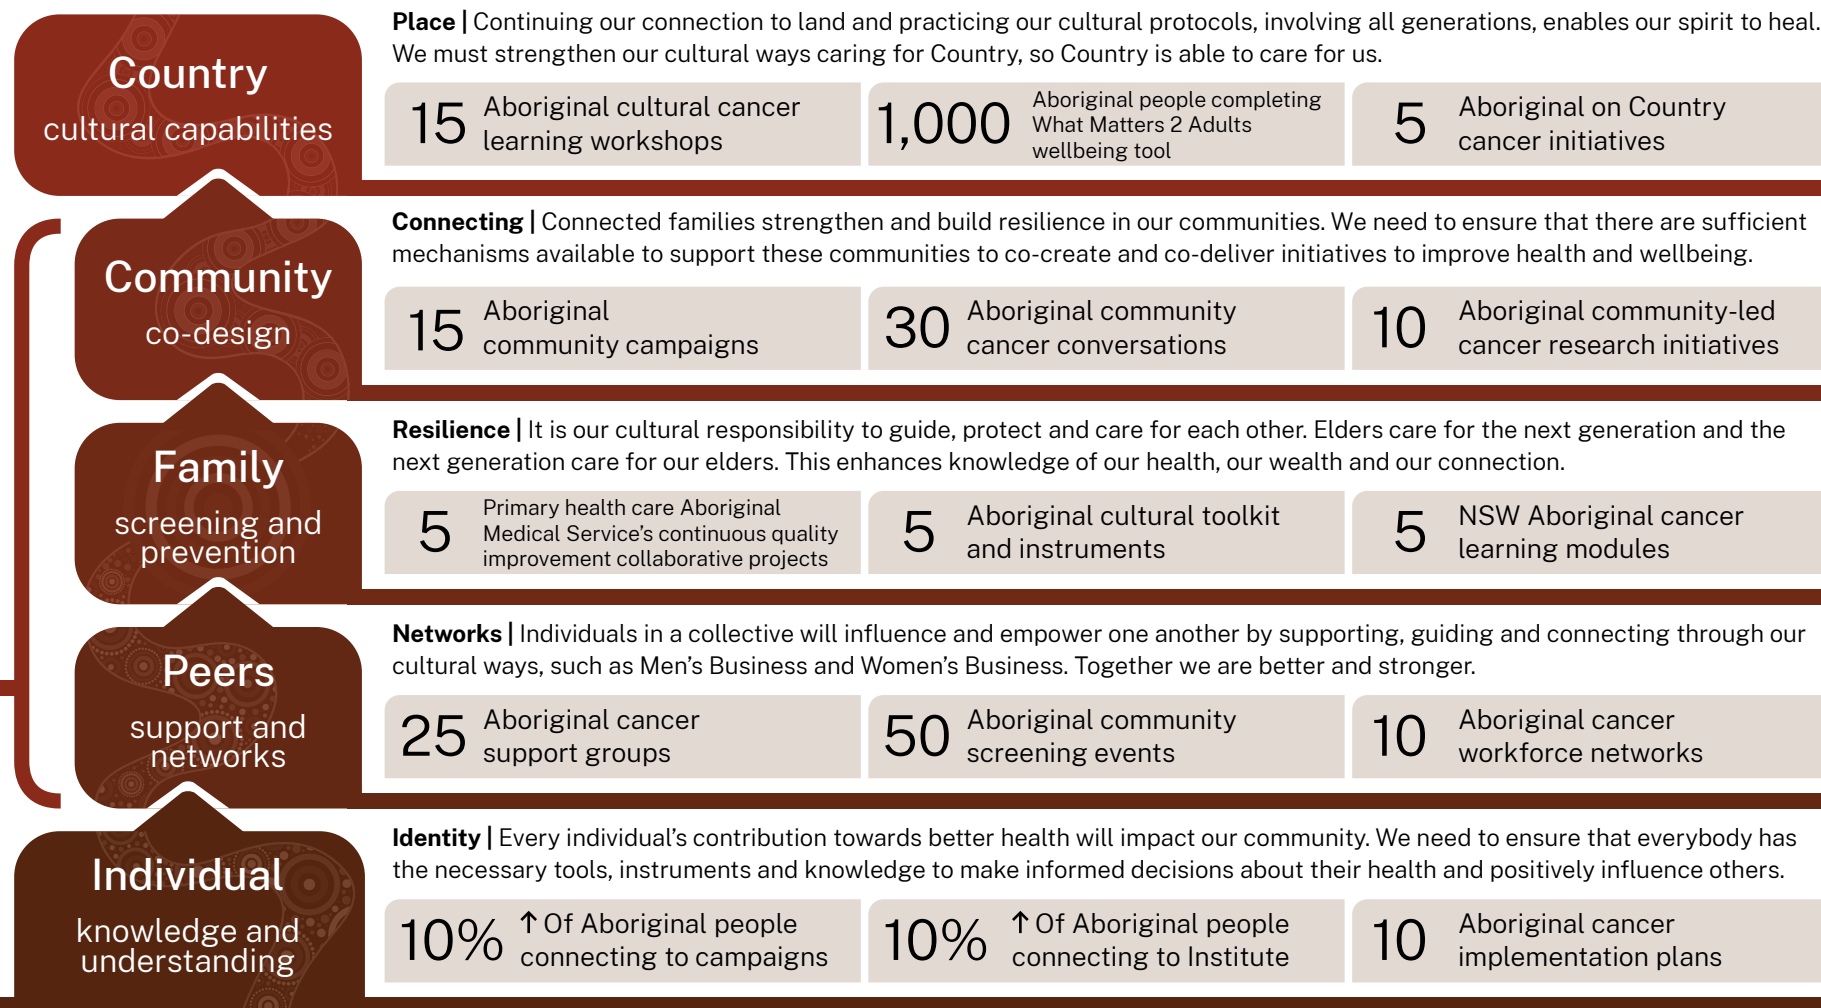 Country
cultural capabilities
Place | Continuing our connection to land and practicing our cultural protocols, involving all generations, enables our spirit to heal.
We must strengthen our cultural ways caring for Country, so Country is able to care for us.
15
Aboriginal cultural cancer
learning workshops
1,000
Aboriginal people completing
What Matters 2 Adults
wellbeing tool
5
Aboriginal on Country
cancer initiatives
Community
co-design
Connecting | Connected families strengthen and build resilience in our communities. We need to ensure that there are sufficient
mechanisms available to support these communities to co-create and co-deliver initiatives to improve health and wellbeing.
15
Aboriginal
community campaigns
30
Aboriginal community
cancer conversations
10
Aboriginal community-led
cancer research initiatives
Family
screening and
prevention
Resilience | It is our cultural responsibility to guide, protect and care for each other. Elders care for the next generation and the
next generation care for our elders. This enhances knowledge of our health, our wealth and our connection.
5
Primary health care Aboriginal
Medical Service’s continuous quality
improvement collaborative projects
5
Aboriginal cultural toolkit
and instruments
5
NSW Aboriginal cancer
learning modules
Peers
support and
networks
Networks | Individuals in a collective will influence and empower one another by supporting, guiding and connecting through our
cultural ways, such as Men’s Business and Women’s Business. Together we are better and stronger.
25
Aboriginal cancer
support groups
50
Aboriginal community
screening events
10
Aboriginal cancer
workforce networks
Individual
knowledge and
understanding
Identity | Every individual’s contribution towards better health will impact our community. We need to ensure that everybody has
the necessary tools, instruments and knowledge to make informed decisions about their health and positively influence others.
10%
↑ Of Aboriginal people
connecting to campaigns
10%
↑ Of Aboriginal people
connecting to Institute
10
Aboriginal cancer
implementation plans